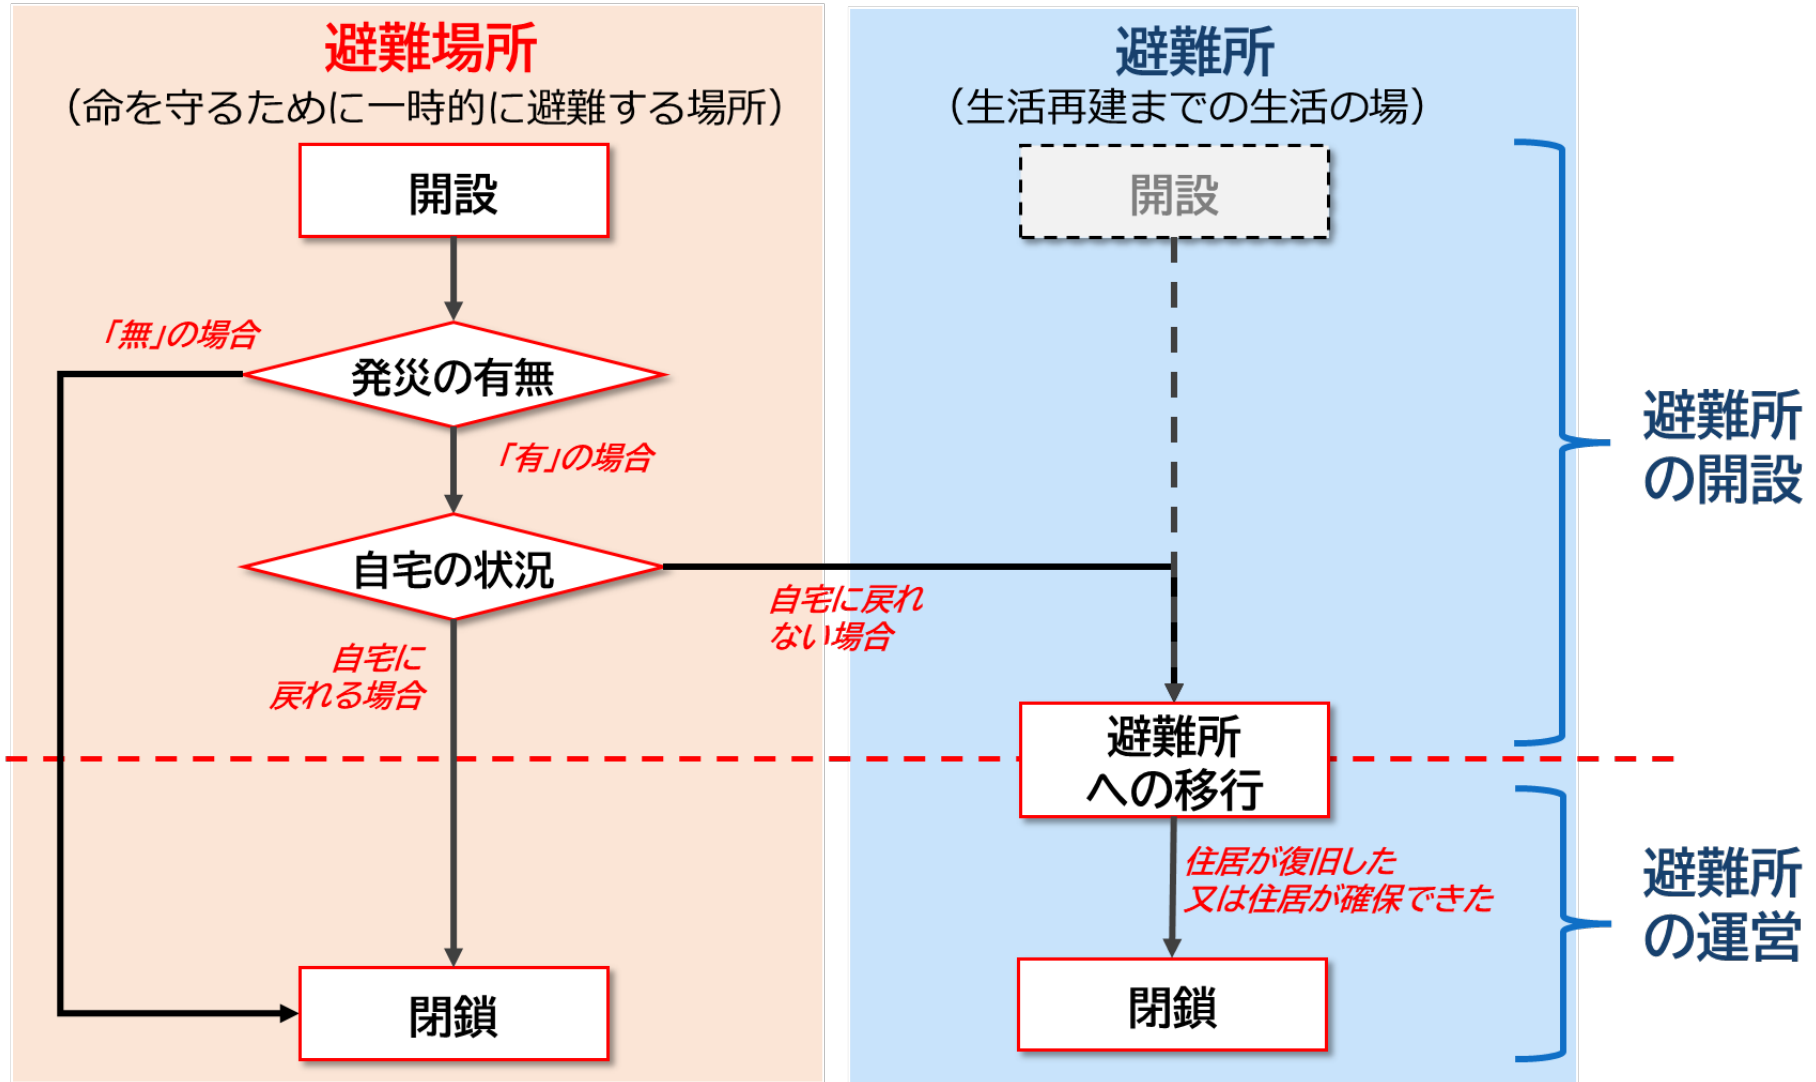 避難場所
（命を守るために一時的に避難する場所）
開設
「無」の場合
発災の有無
「有」の場合
自宅の状況
自宅に
戻れる場合
自宅に戻れ
ない場合
閉鎖
避難所
（生活再建までの生活の場）
開設
避難所
への移行
住居が復旧した
又は住居が確保できた
閉鎖
避難所
の開設
避難所
の運営